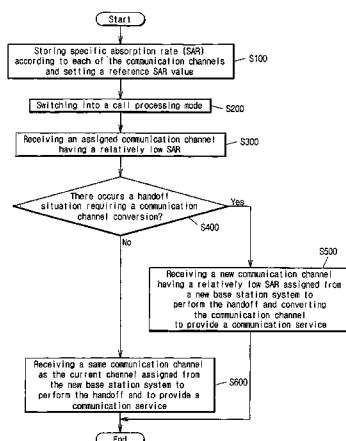 Start
Storing specific absorption rate (SAR)
according to each of the communication channels
and setting a reference SAR value
S100
Switching into a call processing mode
S200
Receiving an assigned communication channel
having a relatively low SAR
S300
There occurs a handoff
situation requiring a communication
channel conversion?
S400
Yes
No
S500
Receiving a new communication channel
having a relatively low SAR assigned from
a new base station system to
perform the handoff and converting
the communication channel
to provide a communication service
Receiving a same communication channel
as the current channel assigned from
the new base station system to
perform the handoff and to provide a
communication service
S600
End